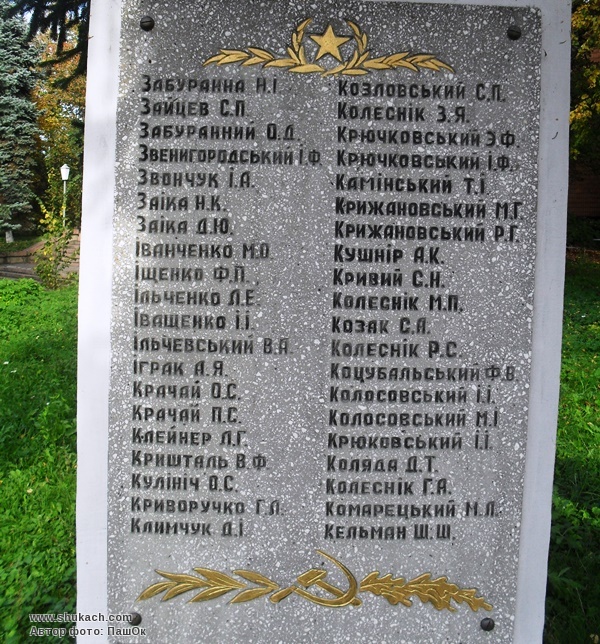 Забуранна Н.І.
Зайцев С.П.
Забуранний О.Д.
Звенигородський І.Ф.
Звончук І.А.
Заіка Н.К.
Заіка Д.Ю.
Іванченко М.О.
Іщенко Ф.П.
Ільченко Л.Е.
Іващенко І.І.
Ільчевський В.А.
Іграк А.Я.
Крачай О.С.
Крачай П.С.
Клейнер Л.Г.
Кришталь В.Ф.
Кулініч О.С.
Криворучко Г.Л.
Климчук Д.І
Козловський С.П.
Колеснік З.Я.
Крючковський Э.Ф.
Крючковський І.Ф.
Камінський Т.І.
Крижановський М.Г.
Крижановський Р.Г.
Кушнір А.К.
Кривий С.Н.
Колеснік М.П.
Козак С.Л.
Колеснік Р.С.
Коцубальський Ф.В.
Колосовський І.І.
Колосовський М.І
Крюковський І.І.
Коляда Д.Т.
Колеснік Г.А.
Комарецький М.Л.
Кельман Ш.Ш.
www.shukach.com
Автор фото: ПашОк